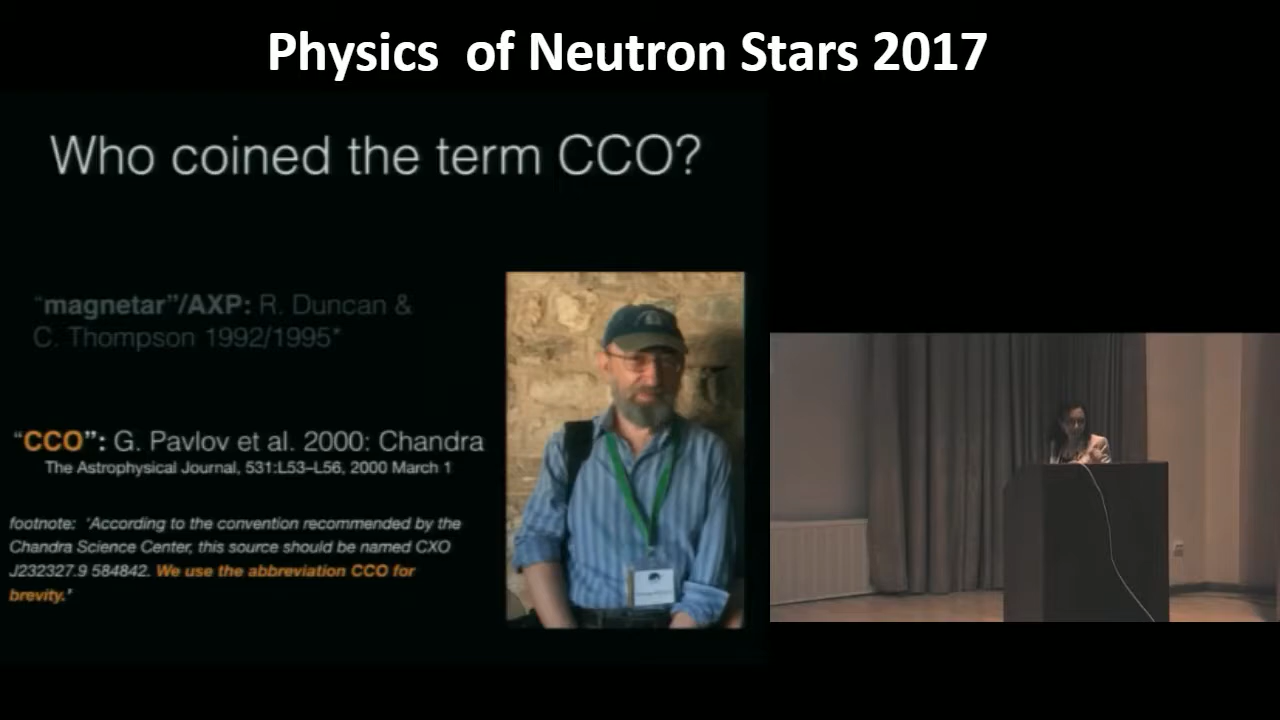 Physics of Neutron Stars 2017
Who coined the term CCO?
“magnetar”/AXP: R. Duncan &
C. Thompson 1992/1995*
“CCO”: G. Pavlov et al. 2000: Chandra
The Astrophysical Journal, 531:L53–L56, 2000 March 1
footnote: ‘According to the convention recommended by the
Chandra Science Center, this source should be named CXO
J232327.9 584842. We use the abbreviation CCO for
brevity.’